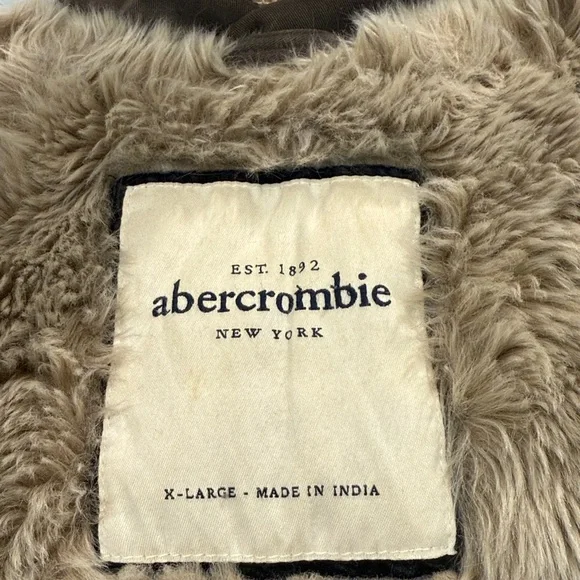 EST. 1892
abercrombie
NEW YORK
X-LARGE - MADE IN INDIA